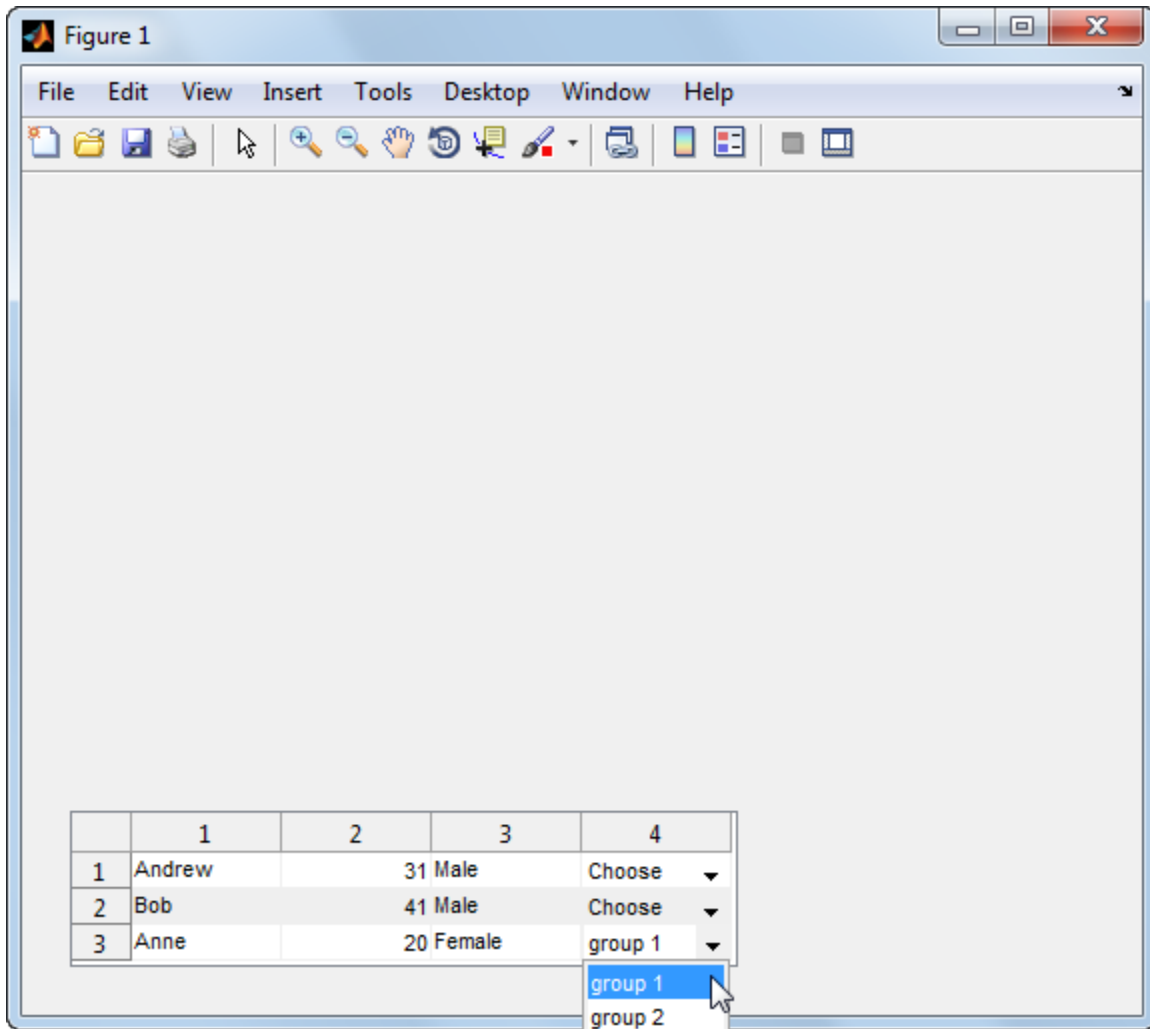 Figure 1
File Edit View Insert Tools Desktop Window Help
1 2 3 4
1 Andrew 31 Male Choose
2 Bob 41 Male Choose
3 Anne 20 Female group 1
group 1
group 2